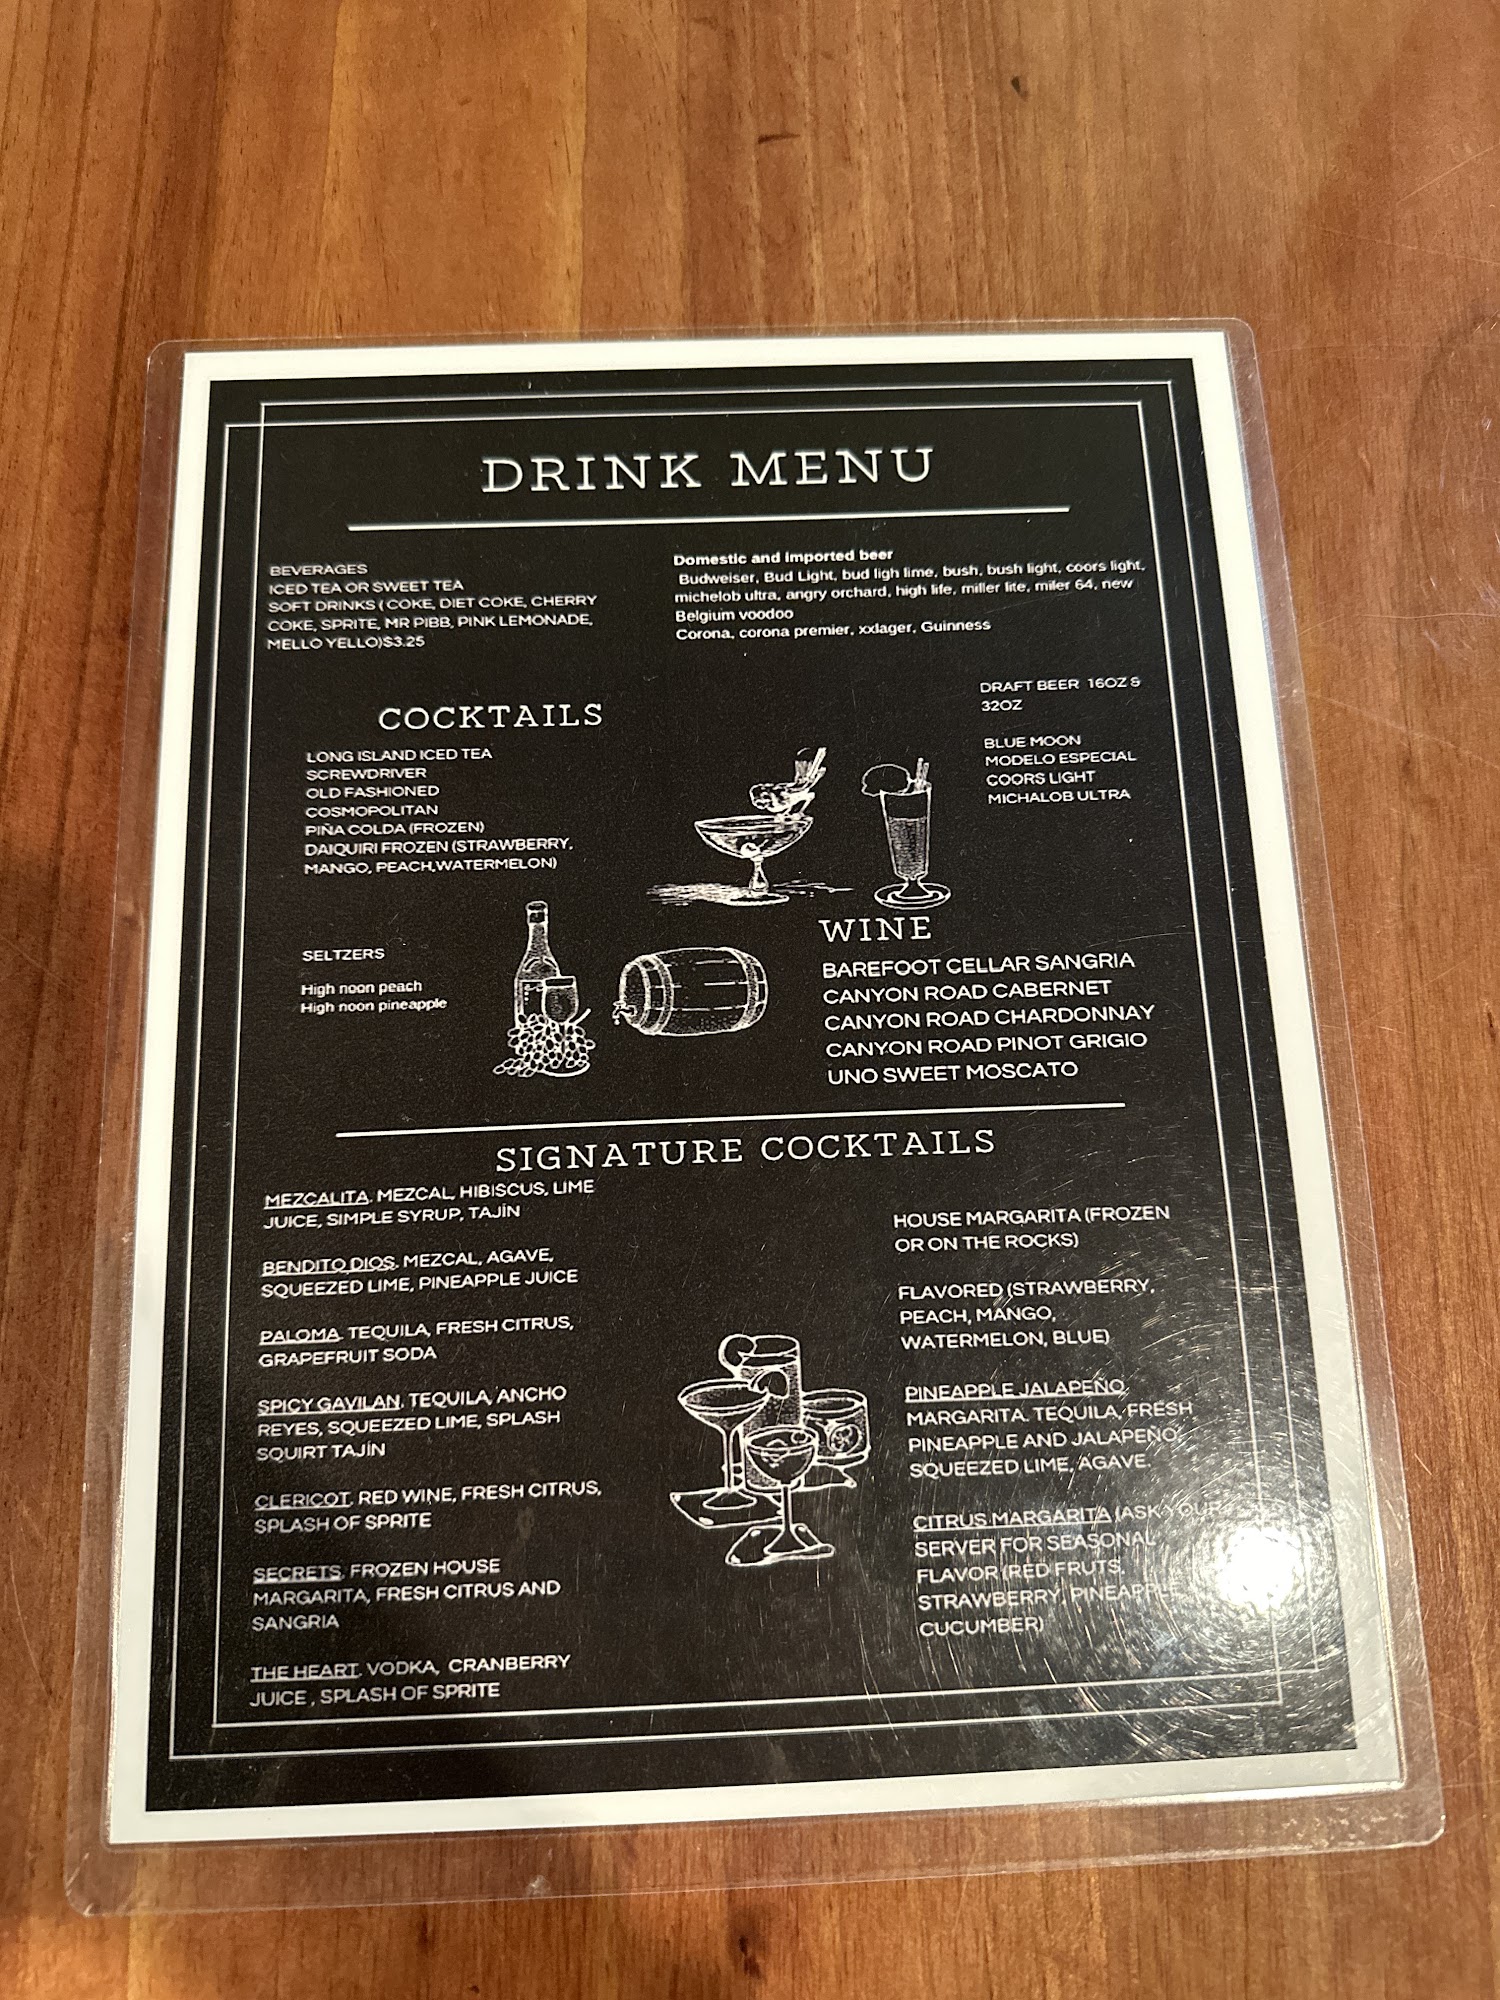 DRINK MENU
BEVERAGES
ICED TEA OR SWEET TEA
SOFT DRINKS ( COKE, DIET COKE, CHERRY
COKE, SPRITE, MR PIBB, PINK LEMONADE,
MELLO YELLO)$3.25
Domestic and imported beer
Budweiser, Bud Light, bud ligh lime, bush, bush light, coors light,
michelob ultra, angry orchard, high life, miller lite, miler 64, new
Belgium voodoo
Corona, corona premier, xxlager, Guinness
DRAFT BEER 16OZ &
32OZ
BLUE MOON
MODELO ESPECIAL
COORS LIGHT
MICHALOB ULTRA
COCKTAILS
LONG ISLAND ICED TEA
SCREWDRIVER
OLD FASHIONED
COSMOPOLITAN
PIÑA COLDA (FROZEN)
DAIQUIRI FROZEN (STRAWBERRY,
MANGO, PEACH,WATERMELON)
SELTZERS
High noon peach
High noon pineapple
WINE
BAREFOOT CELLAR SANGRIA
CANYON ROAD CABERNET
CANYON ROAD CHARDONNAY
CANYON ROAD PINOT GRIGIO
UNO SWEET MOSCATO
SIGNATURE COCKTAILS
MEZCALITA. MEZCAL, HIBISCUS, LIME
JUICE, SIMPLE SYRUP, TAJÍN
BENDITO DIOS. MEZCAL, AGAVE,
SQUEEZED LIME, PINEAPPLE JUICE
PALOMA. TEQUILA, FRESH CITRUS,
GRAPEFRUIT SODA
SPICY GAVILAN. TEQUILA, ANCHO
REYES, SQUEEZED LIME, SPLASH
SQUIRT TAJÍN
CLERICOT. RED WINE, FRESH CITRUS,
SPLASH OF SPRITE
SECRETS. FROZEN HOUSE
MARGARITA, FRESH CITRUS AND
SANGRIA
THE HEART. VODKA, CRANBERRY
JUICE , SPLASH OF SPRITE
HOUSE MARGARITA (FROZEN
OR ON THE ROCKS)
FLAVORED (STRAWBERRY,
PEACH, MANGO,
WATERMELON, BLUE)
PINEAPPLE JALAPEÑO
MARGARITA. TEQUILA, FRESH
PINEAPPLE AND JALAPEÑO,
SQUEEZED LIME, AGAVE.
CITRUS MARGARITA (ASK YOUR
SERVER FOR SEASONAL
FLAVOR (RED FRUTS,
STRAWBERRY, PINEAPPLE
CUCUMBER)